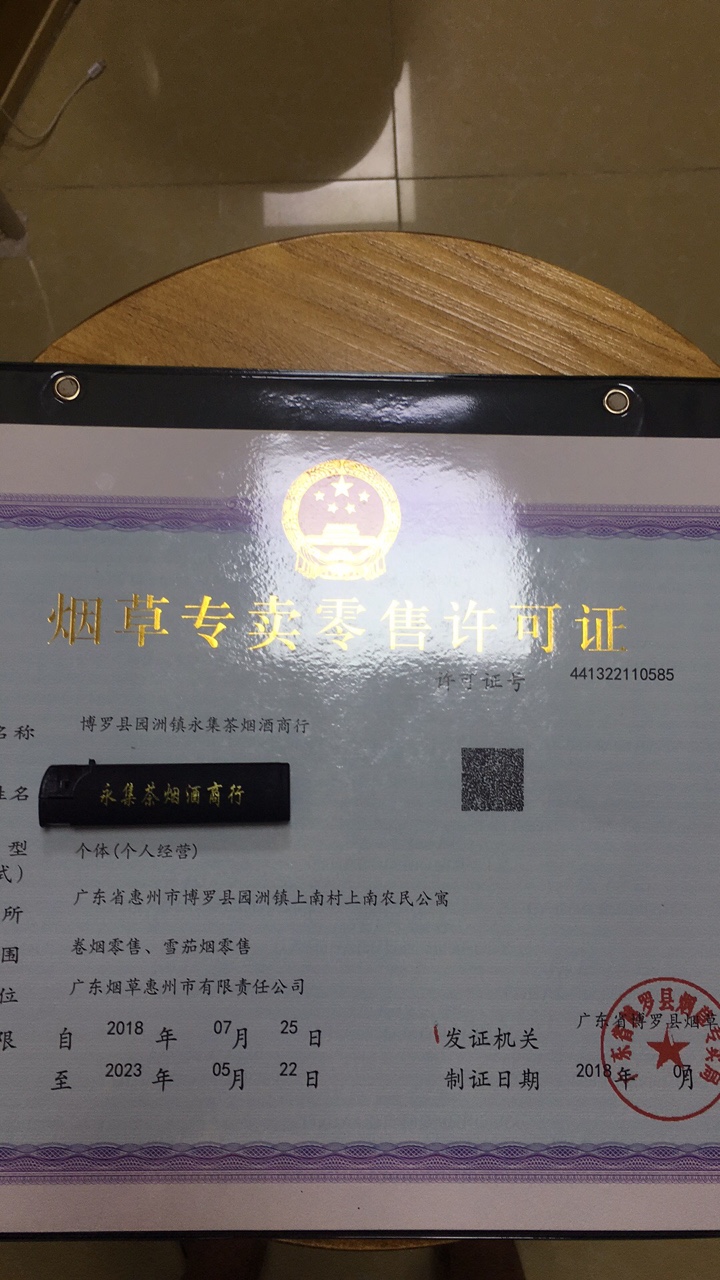 烟草专卖零售许可证
许可证号 441322110585
名称 博罗县园洲镇永集茶烟酒商行
姓名
永集茶烟酒商行
型 个体(个人经营)
式)
所 广东省惠州市博罗县园洲镇上南村上南农民公寓
围 卷烟零售、雪茄烟零售
位 广东烟草惠州市有限责任公司
限 自 2018 年 07 月 25 日 发证机关 广东省博罗县烟草
至 2023 年 05 月 22 日 制证日期 2018 年 07 月